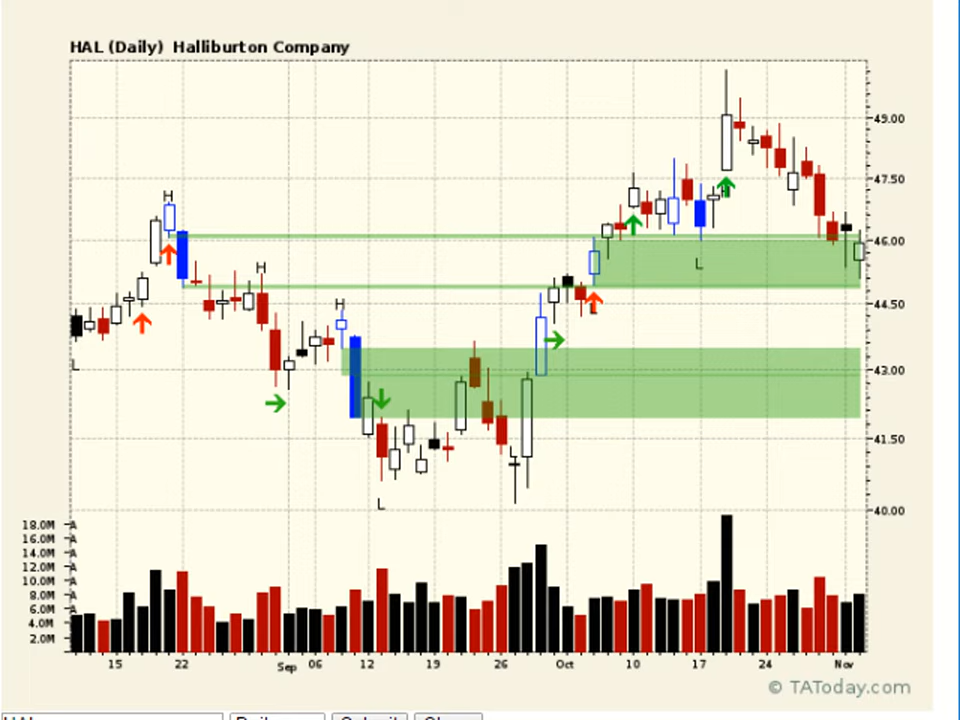 HAL (Daily)  Halliburton Company
H
H
H
L
L
L
L
49.00
47.50
46.00
44.50
43.00
41.50
40.00
18.0M
16.0M
14.0M
12.0M
10.0M
8.0M
6.0M
4.0M
2.0M
15 22 Sep 06 12 19 26 Oct 10 17 24 Nov
© TAToday.com